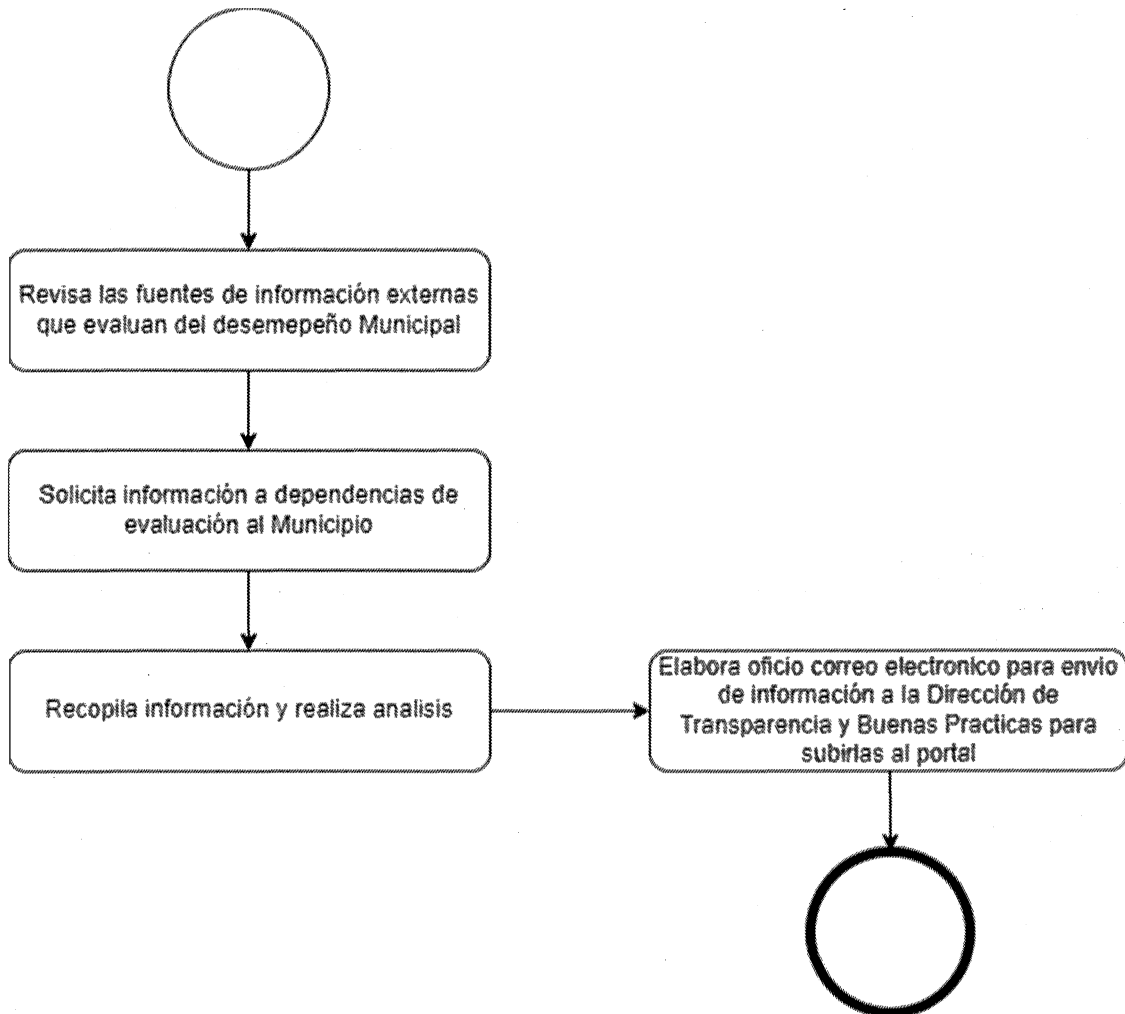 Revisa las fuentes de información externas
que evaluan del desemepeño Municipal
Solicita información a dependencias de
evaluación al Municipio
Recopila información y realiza analisis
Elabora oficio correo electronico para envio
de información a la Dirección de
Transparencia y Buenas Practicas para
subirlas al portal